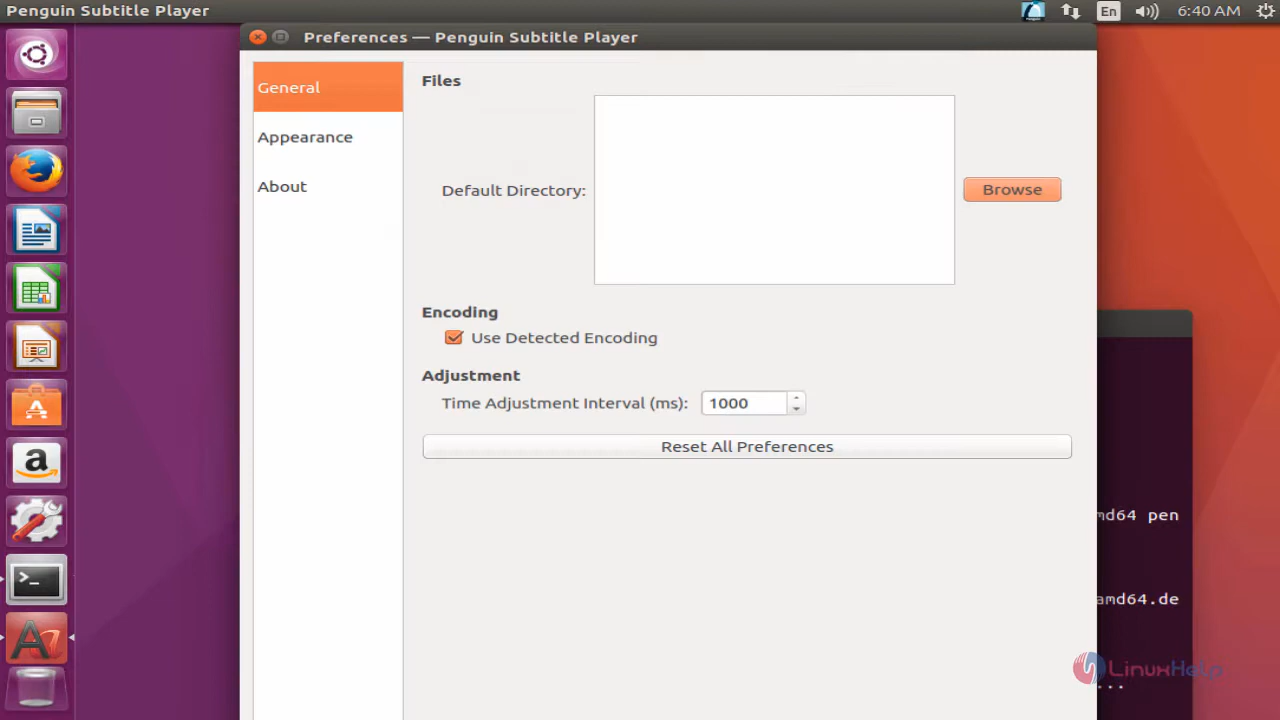 Penguin Subtitle Player
En
6:40 AM
Preferences — Penguin Subtitle Player
General
Appearance
About
Files
Default Directory:
Browse
Encoding
Use Detected Encoding
Adjustment
Time Adjustment Interval (ms):
1000
Reset All Preferences
md64 pen
amd64.de
LinuxHelp
...